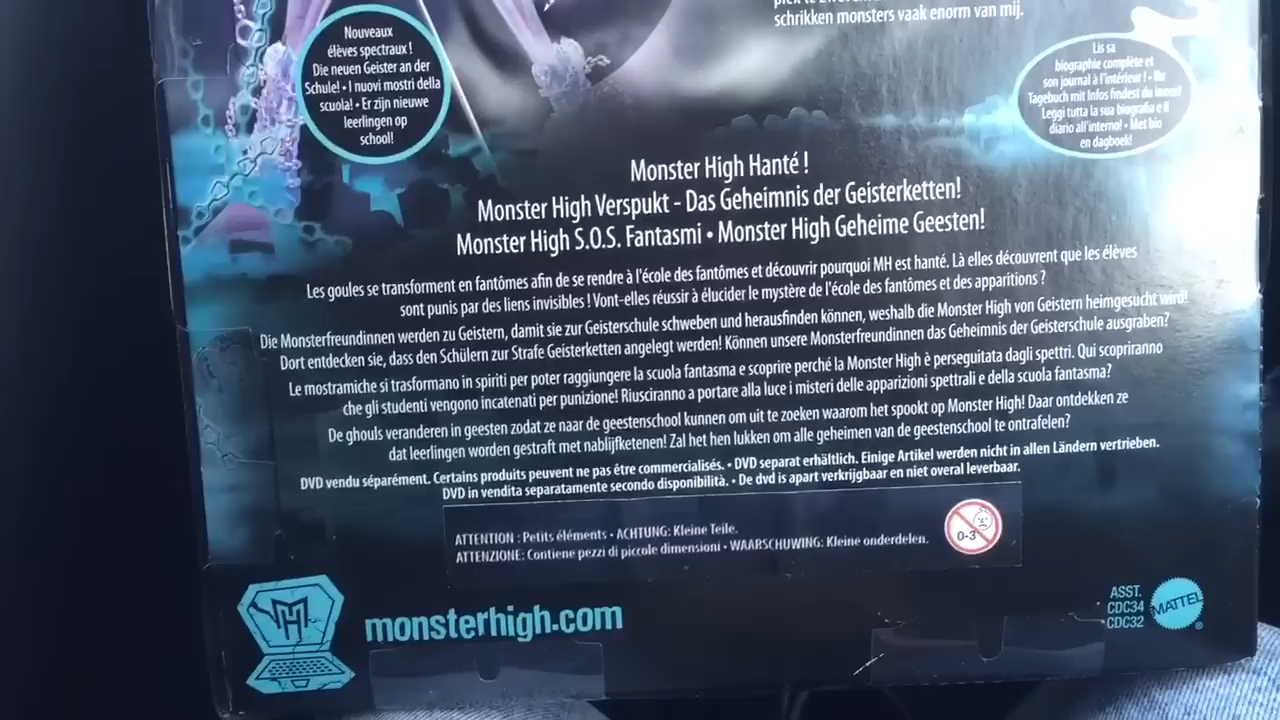 schrikken monsters vaak enorm van mij.
Nouveaux
élèves spectraux !
Die neuen Geister an der
Schule! • I nuovi mostri della
scuola! • Er zijn nieuwe
leerlingen op
school!
Lis sa
biographie complète et
son journal à l'intérieur ! • Ihr
Tagebuch mit Infos findest du innen!
Leggi tutta la sua biografia e il
diario all'interno! • Met bio
en dagboek!
Monster High Hanté !
Monster High Verspukt - Das Geheimnis der Geisterketten!
Monster High S.O.S. Fantasmi • Monster High Geheime Geesten!
Les goules se transforment en fantômes afin de se rendre à l'école des fantômes et découvrir pourquoi MH est hanté. Là elles découvrent que les élèves
sont punis par des liens invisibles ! Vont-elles réussir à élucider le mystère de l'école des fantômes et des apparitions ?
Die Monsterfreundinnen werden zu Geistern, damit sie zur Geisterschule schweben und herausfinden können, weshalb die Monster High von Geistern heimgesucht wird!
Dort entdecken sie, dass den Schülern zur Strafe Geisterketten angelegt werden! Können unsere Monsterfreundinnen das Geheimnis der Geisterschule ausgraben?
Le mostramiche si trasformano in spiriti per poter raggiungere la scuola fantasma e scoprire perché la Monster High è perseguitata dagli spettri. Qui scopriranno
che gli studenti vengono incatenati per punizione! Riusciranno a portare alla luce i misteri delle apparizioni spettrali e della scuola fantasma?
De ghouls veranderen in geesten zodat ze naar de geestenschool kunnen om uit te zoeken waarom het spookt op Monster High! Daar ontdekken ze
dat leerlingen worden gestraft met nablijfketenen! Zal het hen lukken om alle geheimen van de geestenschool te ontrafelen?
DVD vendu séparément. Certains produits peuvent ne pas être commercialisés. • DVD separat erhältlich. Einige Artikel werden nicht in allen Ländern vertrieben.
DVD in vendita separatamente secondo disponibilità. • De dvd is apart verkrijgbaar en niet overal leverbaar.
ATTENTION : Petits éléments • ACHTUNG: Kleine Teile.
ATTENZIONE: Contiene pezzi di piccole dimensioni • WAARSCHUWING: Kleine onderdelen.
0-3
MH
monsterhigh.com
ASST.
CDC34
CDC32
MATTEL